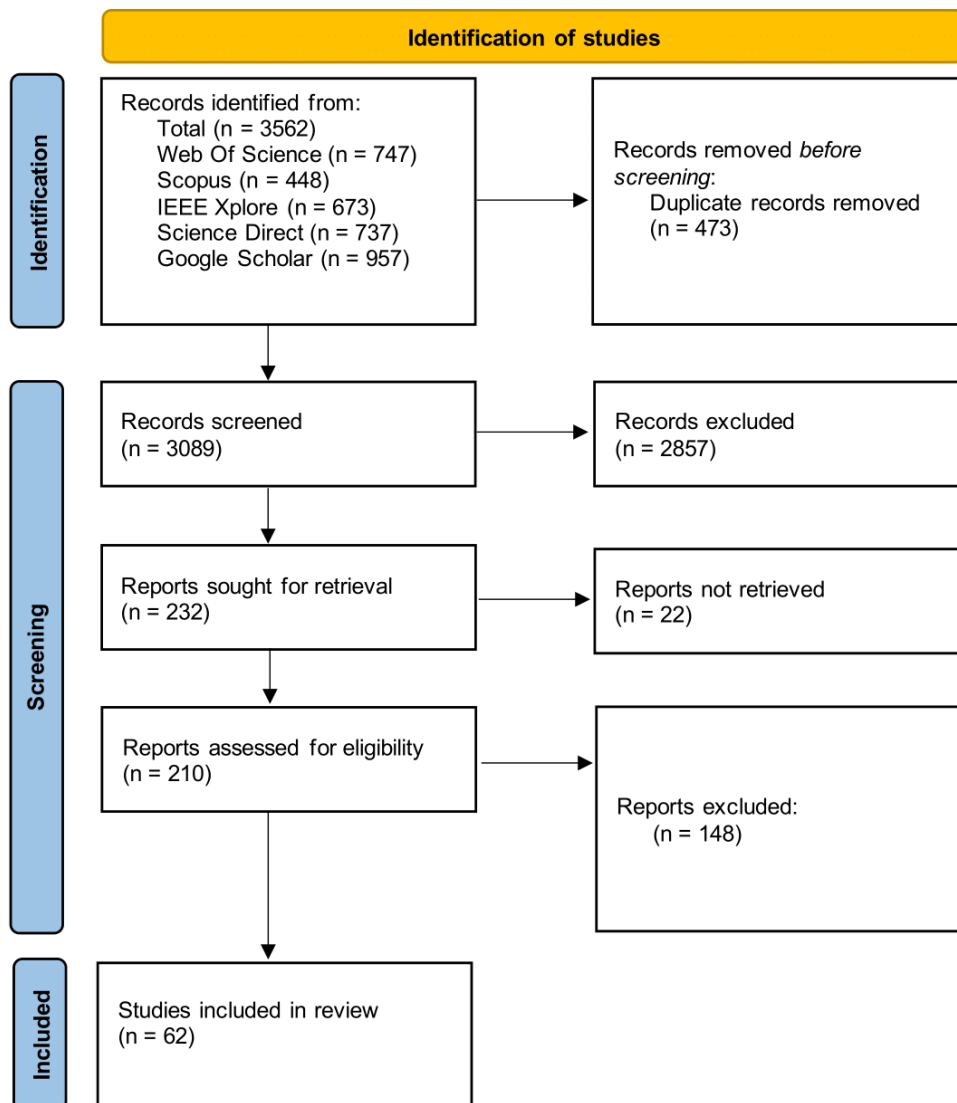 Identification of studies
Identification
Records identified from:
Total (n = 3562)
Web Of Science (n = 747)
Scopus (n = 448)
IEEE Xplore (n = 673)
Science Direct (n = 737)
Google Scholar (n = 957)
Records removed before
screening:
Duplicate records removed
(n = 473)
Screening
Records screened
(n = 3089)
Records excluded
(n = 2857)
Reports sought for retrieval
(n = 232)
Reports not retrieved
(n = 22)
Reports assessed for eligibility
(n = 210)
Reports excluded:
(n = 148)
Included
Studies included in review
(n = 62)